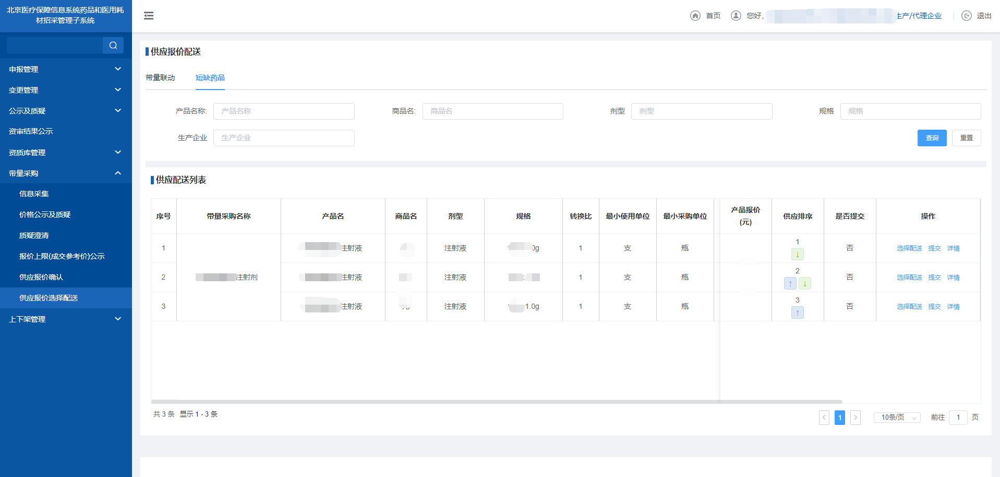 北京医疗保障信息系统药品和医用耗
材招采管理子系统
首页
您好,
生产/代理企业
退出
申报管理
变更管理
公示及质疑
资审结果公示
资质库管理
带量采购
信息采集
价格公示及质疑
质疑澄清
报价上限(成交参考价)公示
供应报价确认
供应报价选择配送
上下架管理
供应报价配送
带量联动 短缺药品
产品名称: 产品名称 商品名: 商品名 剂型 剂型 规格 规格
生产企业 生产企业 查询 重置
供应配送列表
序号 带量采购名称 产品名 商品名 剂型 规格 转换比 最小使用单位 最小采购单位 产品报价(元) 供应排序 是否提交 操作
1 注射液 注射液 0g 1 支 瓶 1 ↓ 否 选择配送 提交 详情
2 注射剂 注射液 注射液 1 支 瓶 2 ↑ ↓ 否 选择配送 提交 详情
3 注射液 注射液 1.0g 1 支 瓶 3 ↑ 否 选择配送 提交 详情
共 3 条 显示 1 - 3 条
1 10条/页 前往 1 页